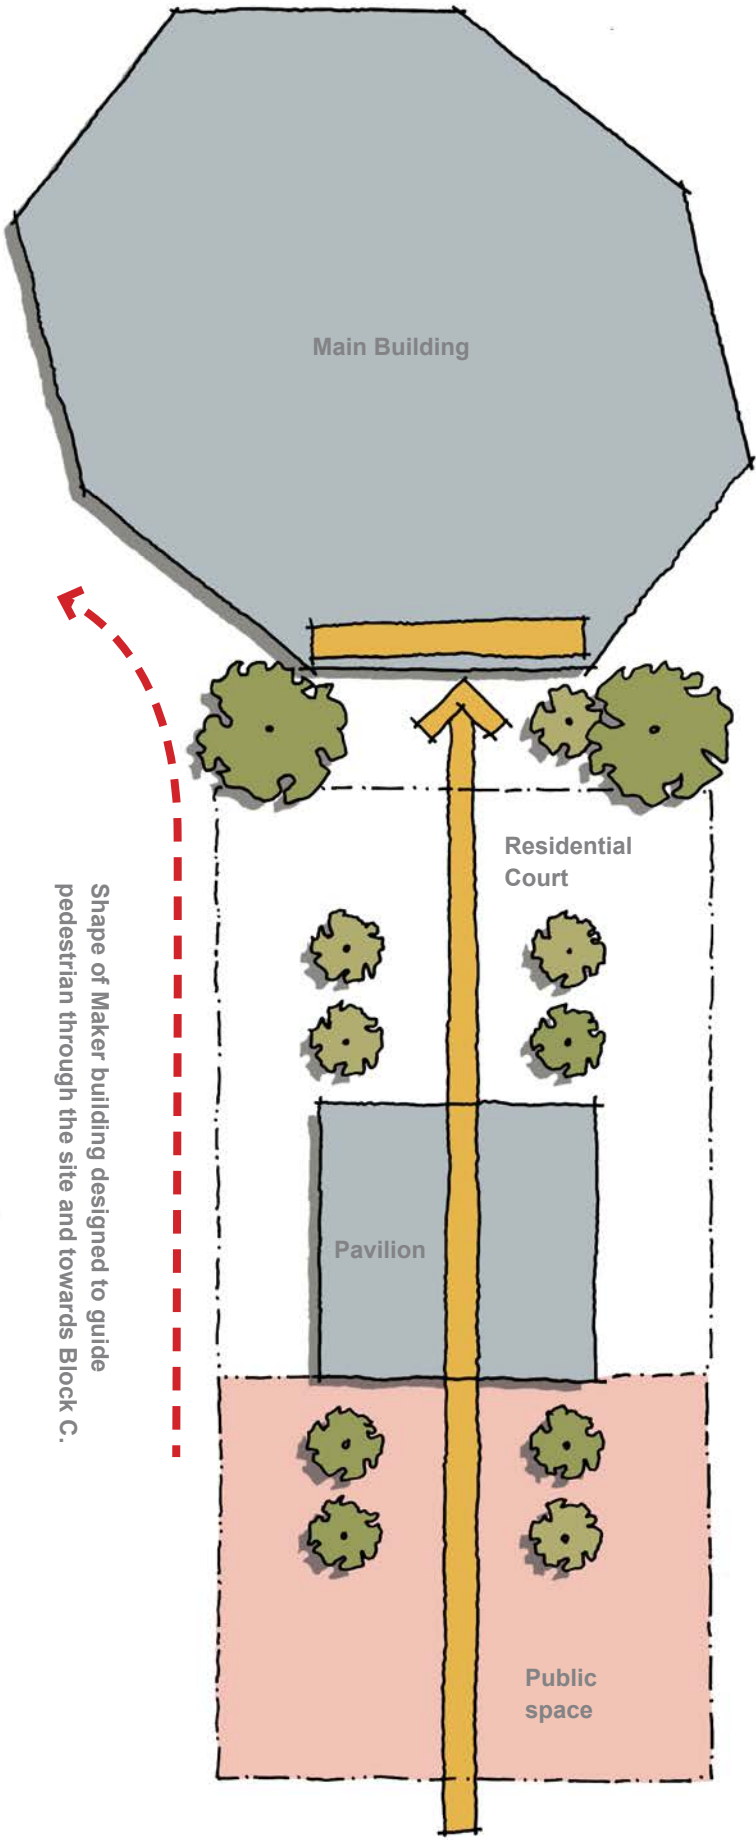 Main Building
Residential
Court
Shape of Maker building designed to guide
pedestrian through the site and towards Block C.
Pavilion
Public
space